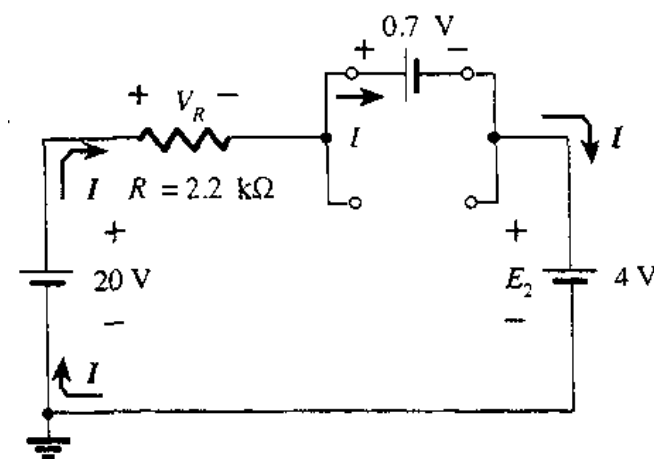 0.7 V
+ −
+ V_R −
I
I
I R = 2.2 kΩ
+
20 V
−
+
E_2 4 V
−
I